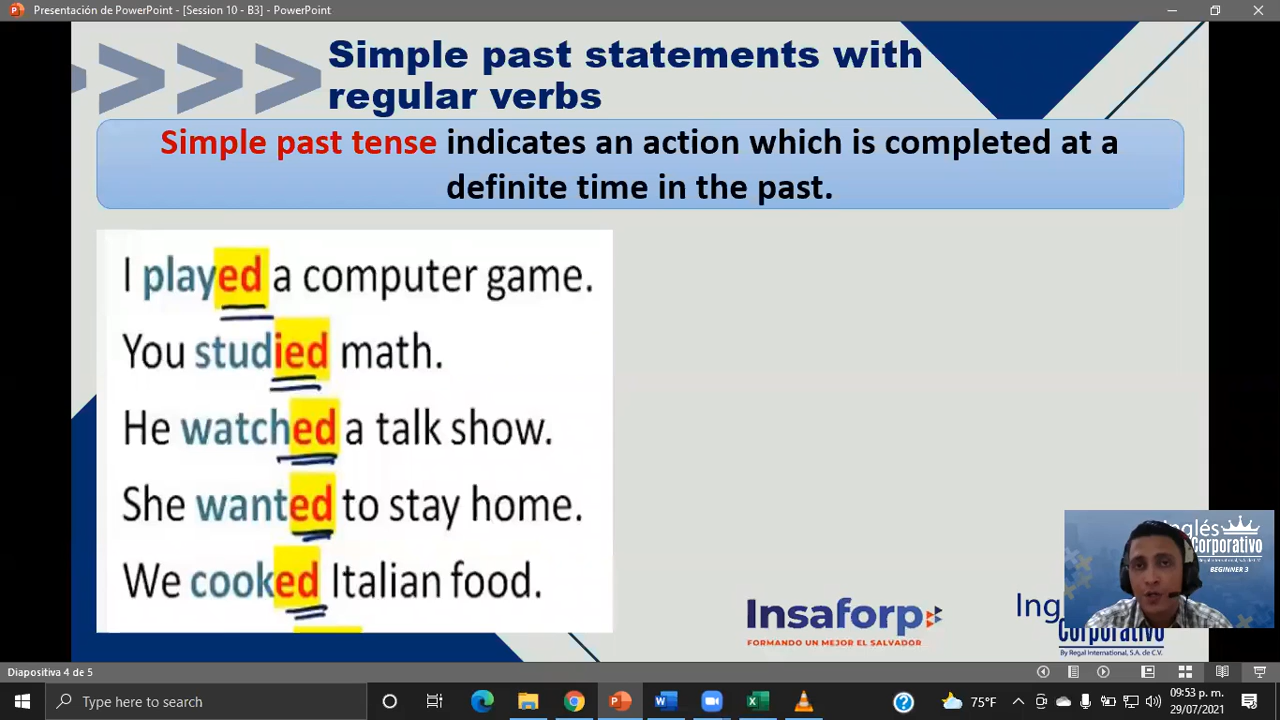 Presentación de PowerPoint - [Session 10 - B3] - PowerPoint
Simple past statements with
regular verbs
Simple past tense indicates an action which is completed at a
definite time in the past.
I played a computer game.
You studied math.
He watched a talk show.
She wanted to stay home.
We cooked Italian food.
Insaforp
FORMANDO UN MEJOR EL SALVADOR
Ing
Corporativo
By Regal International, S.A. de C.V.
Inglés
Corporativo
BEGINNER 3
Diapositiva 4 de 5
Type here to search
75°F
09:53 p. m.
29/07/2021